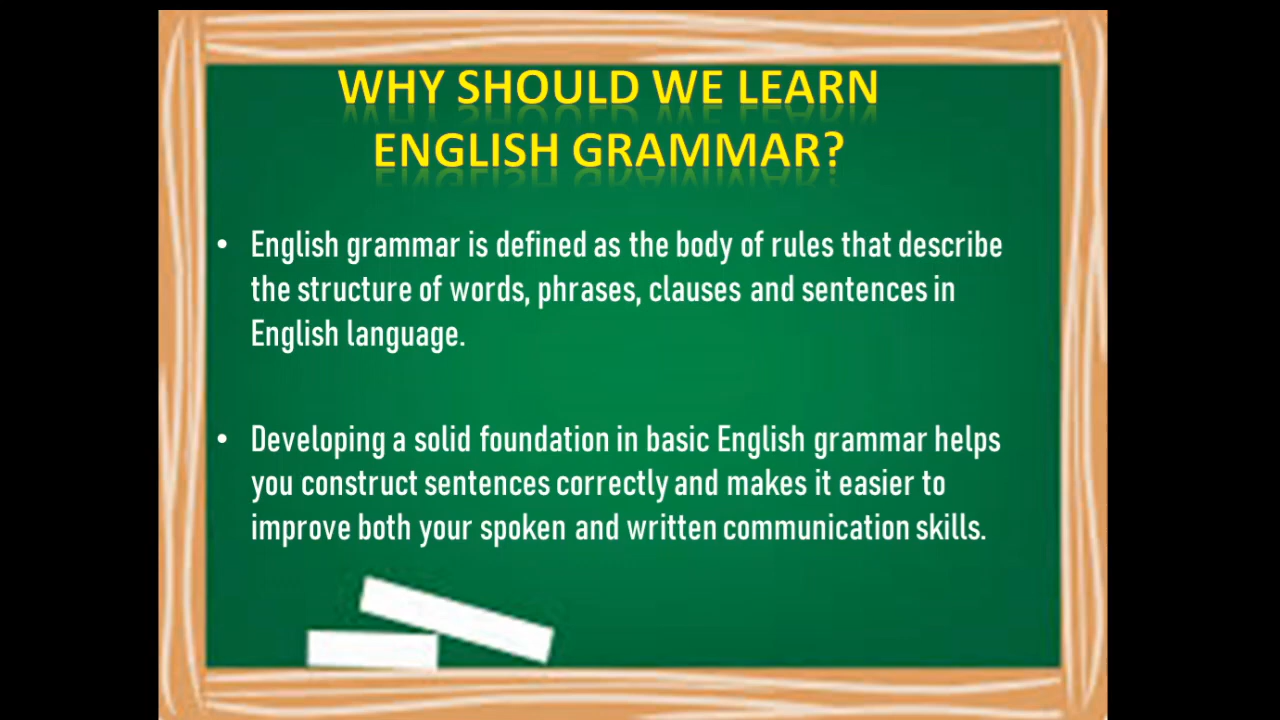 WHY SHOULD WE LEARN
ENGLISH GRAMMAR?
• English grammar is defined as the body of rules that describe
the structure of words, phrases, clauses and sentences in
English language.
• Developing a solid foundation in basic English grammar helps
you construct sentences correctly and makes it easier to
improve both your spoken and written communication skills.